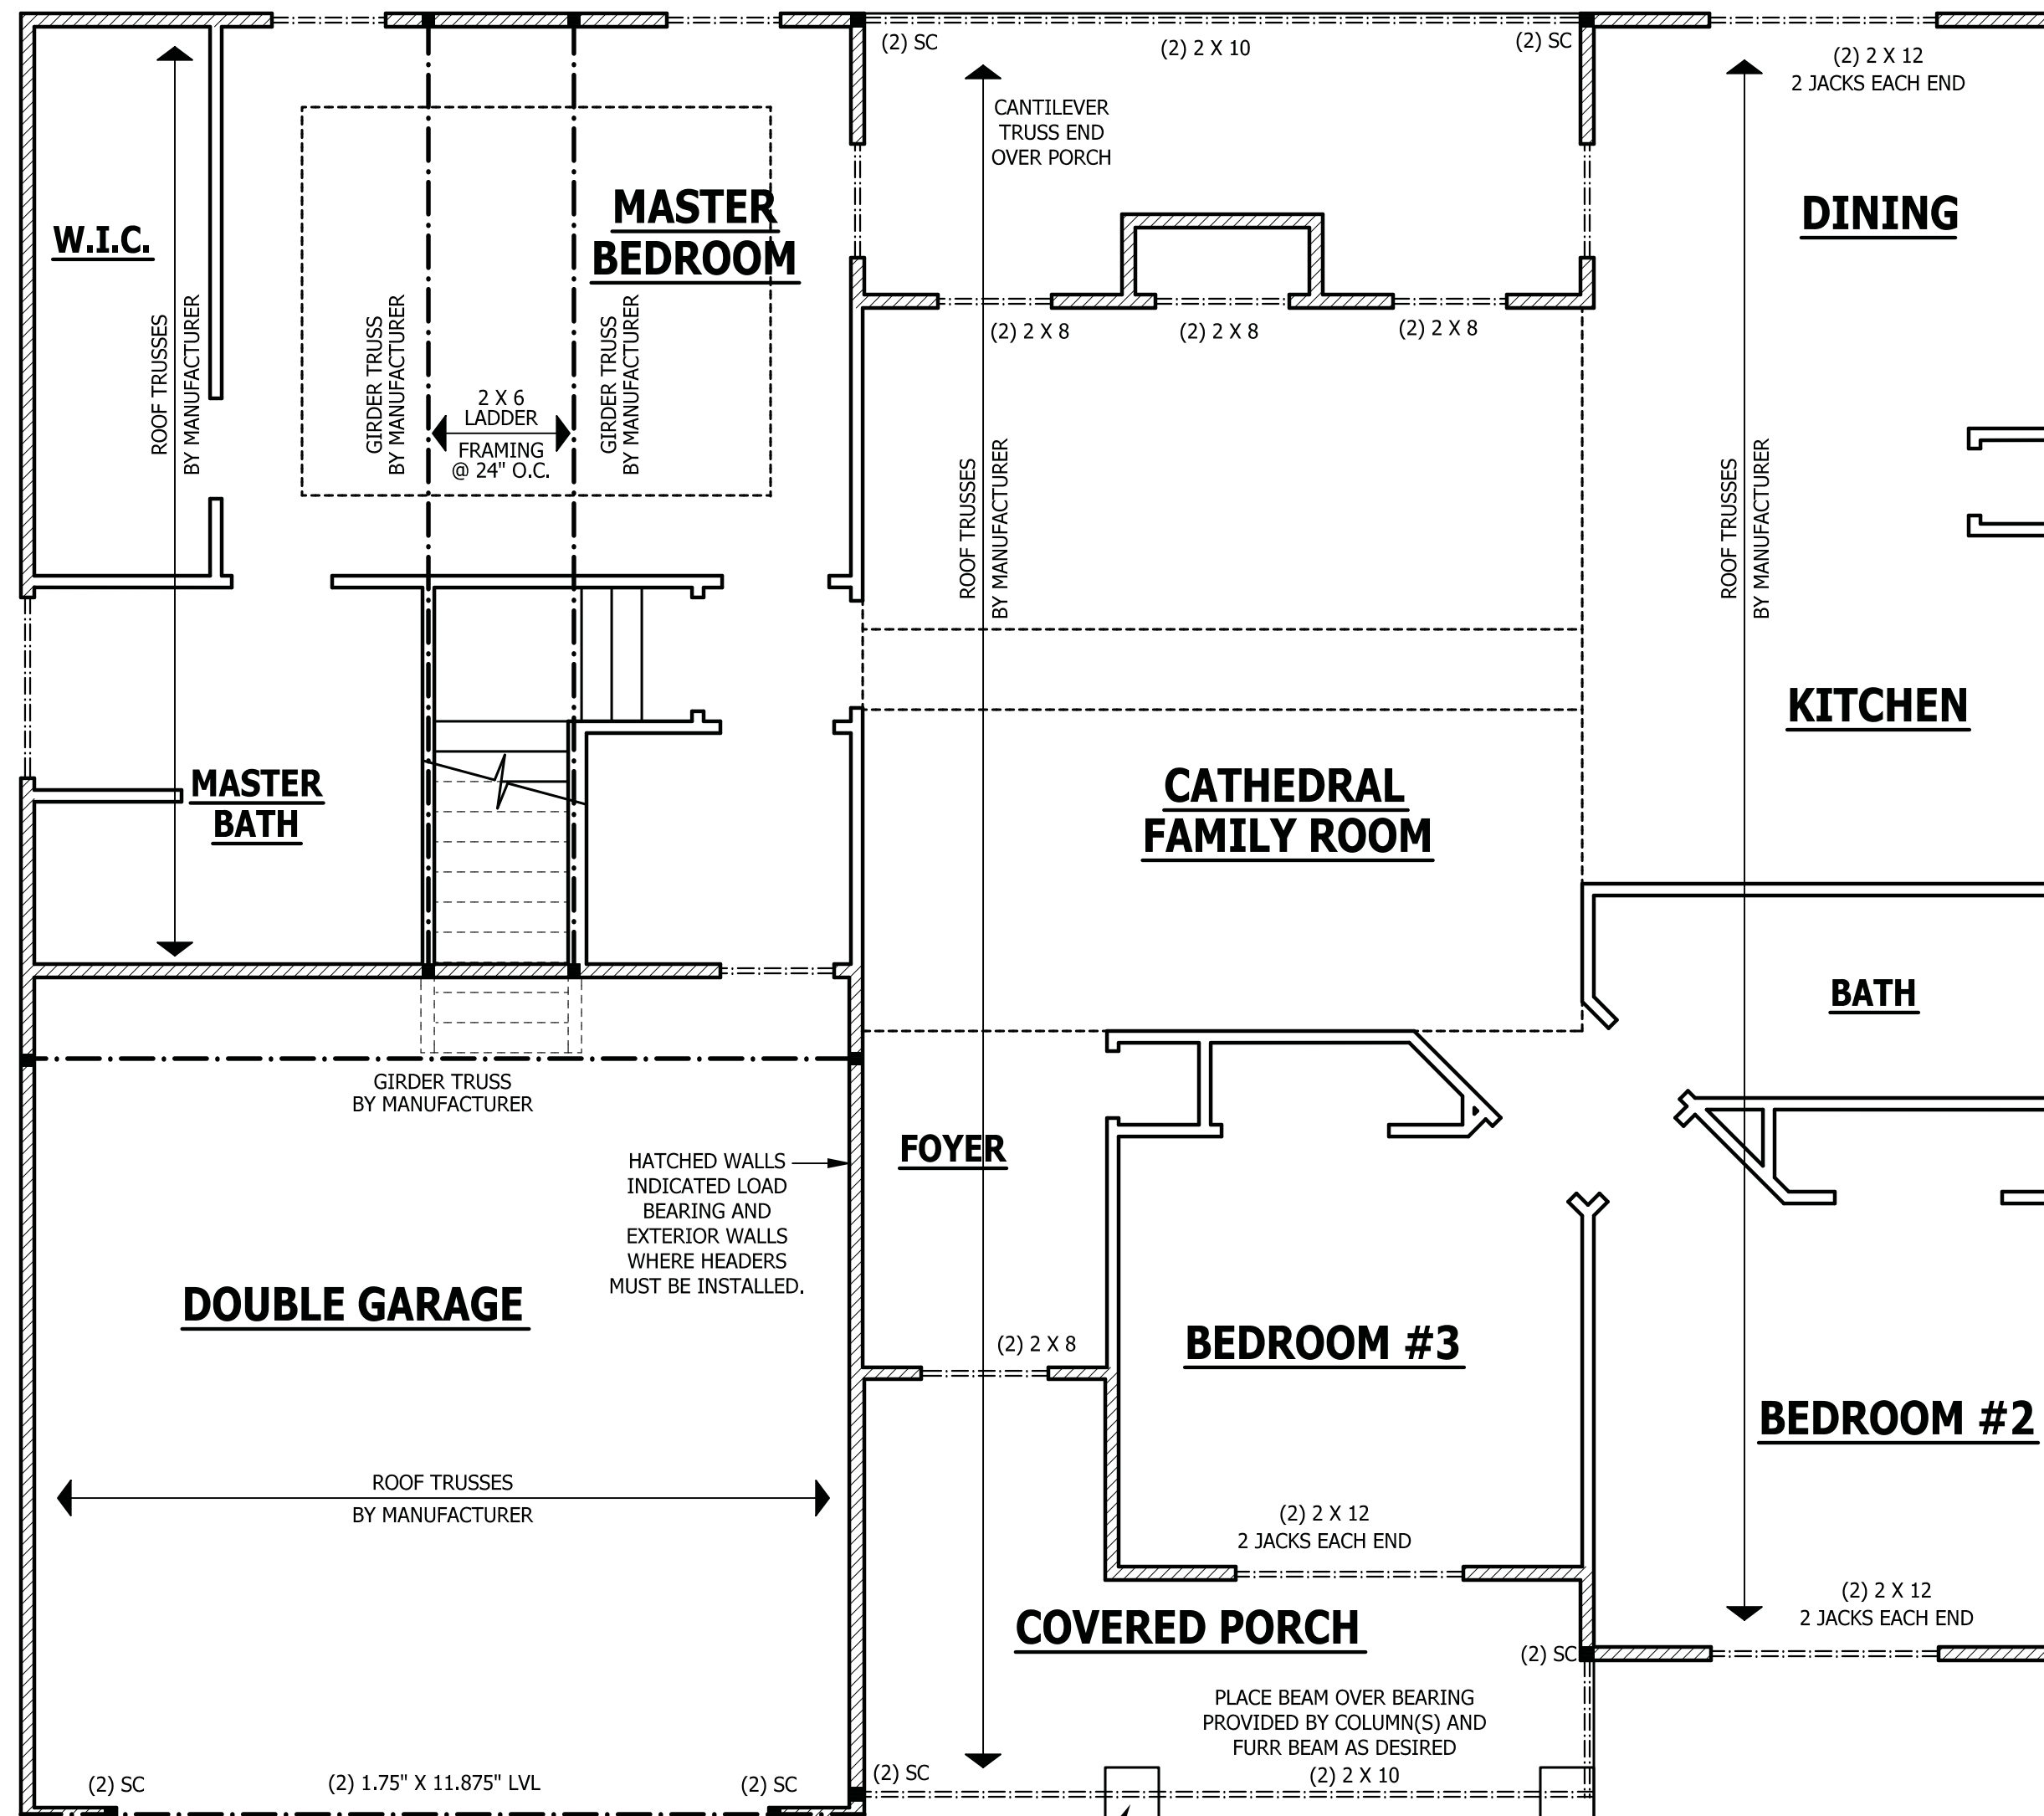 (2) SC
(2) 2 X 10
(2) SC
(2) 2 X 12
2 JACKS EACH END
CANTILEVER
TRUSS END
OVER PORCH
W.I.C.
MASTER
BEDROOM
DINING
ROOF TRUSSES
BY MANUFACTURER
GIRDER TRUSS
BY MANUFACTURER
2 X 6
LADDER
FRAMING
@ 24" O.C.
GIRDER TRUSS
BY MANUFACTURER
(2) 2 X 8
(2) 2 X 8
(2) 2 X 8
ROOF TRUSSES
BY MANUFACTURER
ROOF TRUSSES
BY MANUFACTURER
KITCHEN
MASTER
BATH
CATHEDRAL
FAMILY ROOM
BATH
GIRDER TRUSS
BY MANUFACTURER
HATCHED WALLS
INDICATED LOAD
BEARING AND
EXTERIOR WALLS
WHERE HEADERS
MUST BE INSTALLED.
FOYER
DOUBLE GARAGE
(2) 2 X 8
BEDROOM #3
BEDROOM #2
ROOF TRUSSES
BY MANUFACTURER
(2) 2 X 12
2 JACKS EACH END
(2) 2 X 12
2 JACKS EACH END
COVERED PORCH
(2) SC
PLACE BEAM OVER BEARING
PROVIDED BY COLUMN(S) AND
FURR BEAM AS DESIRED
(2) 2 X 10
(2) SC
(2) 1.75" X 11.875" LVL
(2) SC
(2) SC